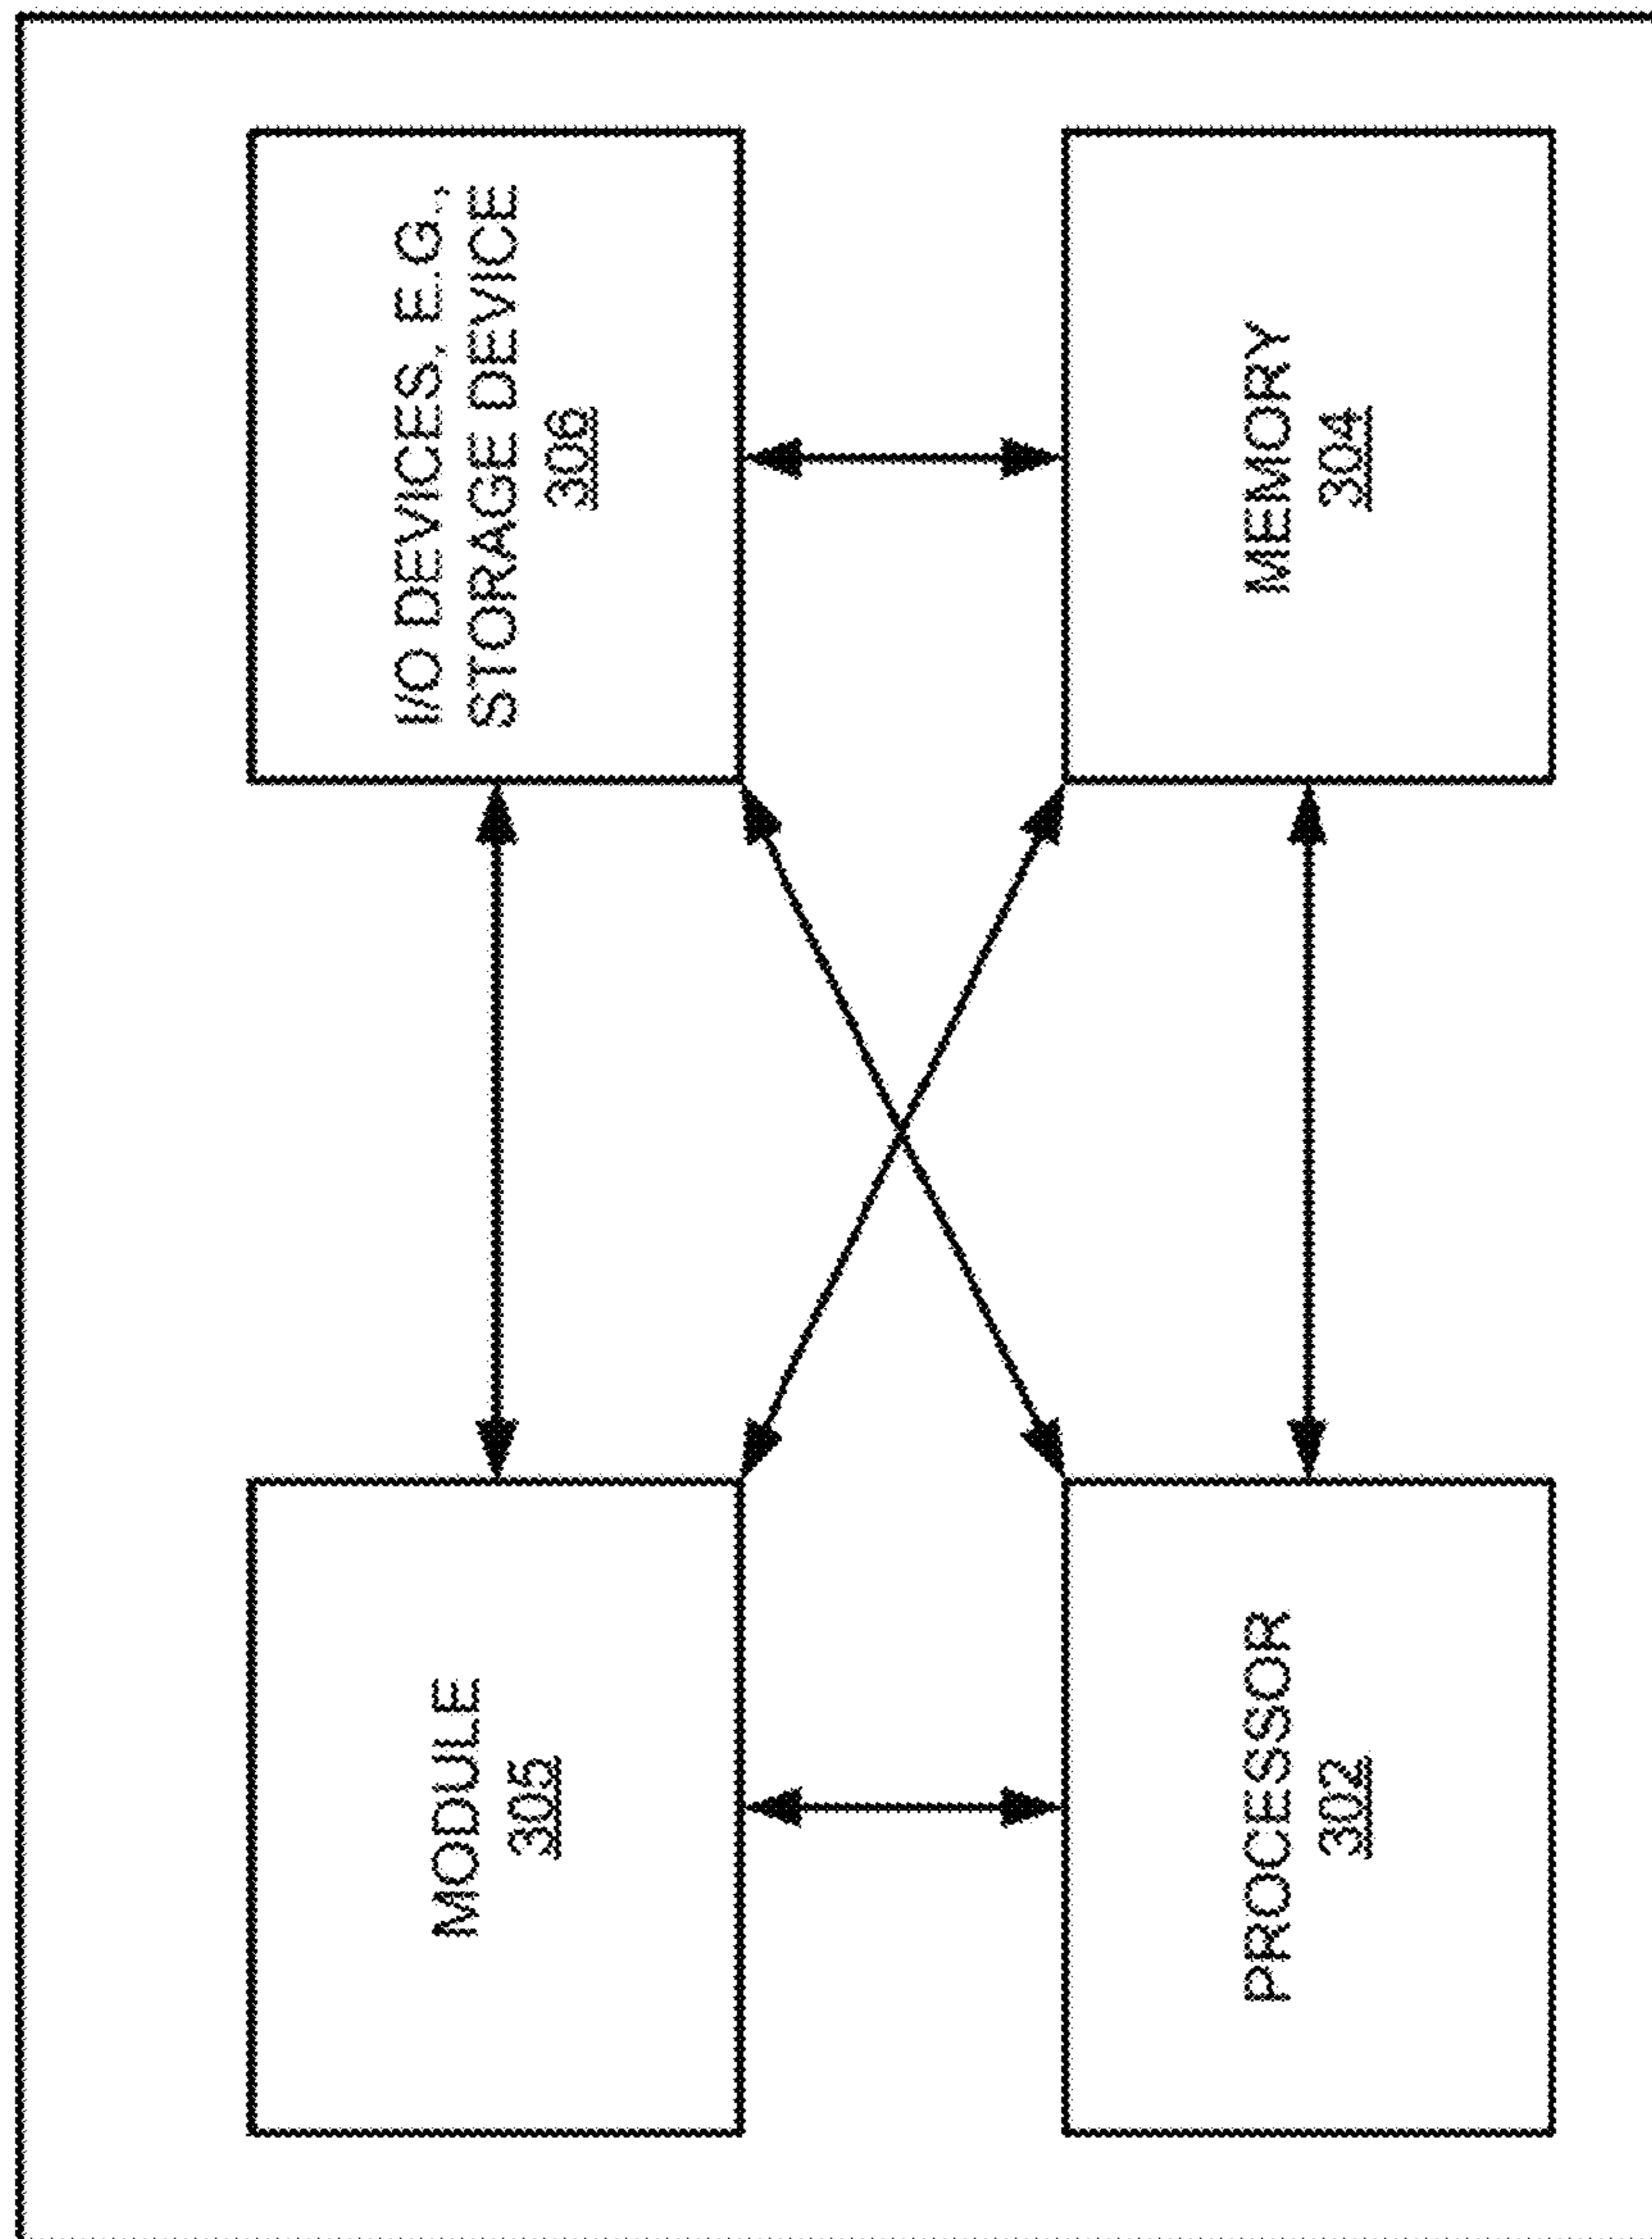 MODULE
305
I/O DEVICES, E.G.,
STORAGE DEVICE
306
PROCESSOR
302
MEMORY
304